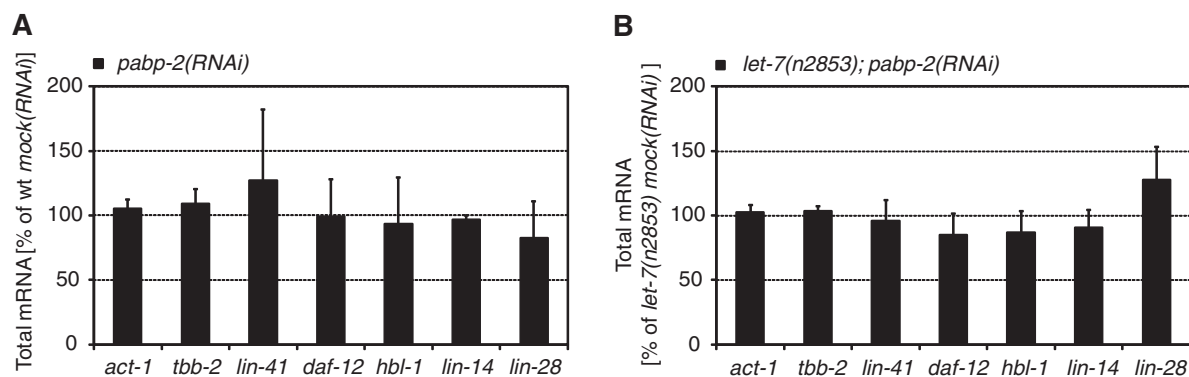 A
pabp-2(RNAi)
Total mRNA [% of wt mock(RNAi)]
200
150
100
50
0
act-1 tbb-2 lin-41 daf-12 hbl-1 lin-14 lin-28
B
let-7(n2853); pabp-2(RNAi)
Total mRNA
[% of let-7(n2853) mock(RNAi) ]
200
150
100
50
0
act-1 tbb-2 lin-41 daf-12 hbl-1 lin-14 lin-28